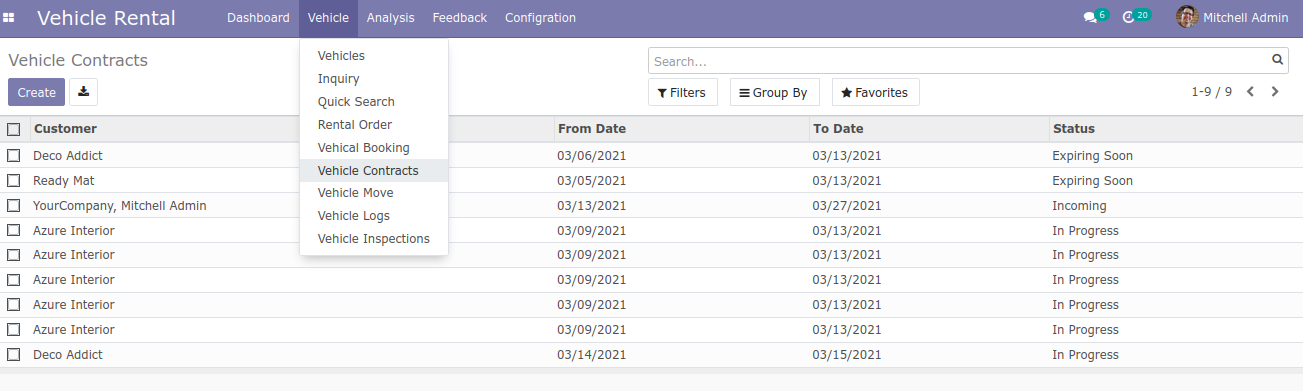 Vehicle Rental Dashboard Vehicle Analysis Feedback Configration 6 20 Mitchell Admin
Vehicle Contracts
Search...
Create
Filters Group By Favorites 1-9 / 9
Vehicles
Inquiry
Quick Search
Rental Order
Vehical Booking
Vehicle Contracts
Vehicle Move
Vehicle Logs
Vehicle Inspections
Customer From Date To Date Status
Deco Addict 03/06/2021 03/13/2021 Expiring Soon
Ready Mat 03/05/2021 03/13/2021 Expiring Soon
YourCompany, Mitchell Admin 03/13/2021 03/27/2021 Incoming
Azure Interior 03/09/2021 03/13/2021 In Progress
Azure Interior 03/09/2021 03/13/2021 In Progress
Azure Interior 03/09/2021 03/13/2021 In Progress
Azure Interior 03/09/2021 03/13/2021 In Progress
Azure Interior 03/09/2021 03/13/2021 In Progress
Deco Addict 03/14/2021 03/15/2021 In Progress